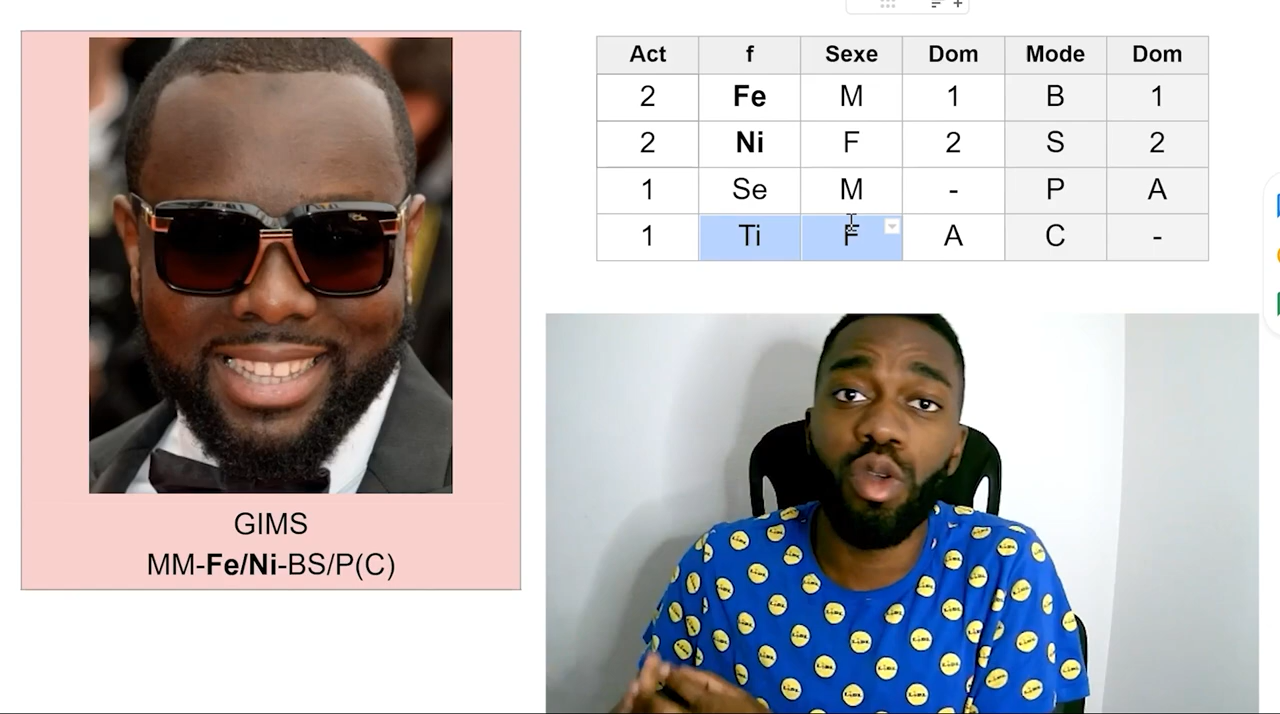 GIMS
MM-Fe/Ni-BS/P(C)
Act f Sexe Dom Mode Dom
2 Fe M 1 B 1
2 Ni F 2 S 2
1 Se M - P A
1 Ti F A C -